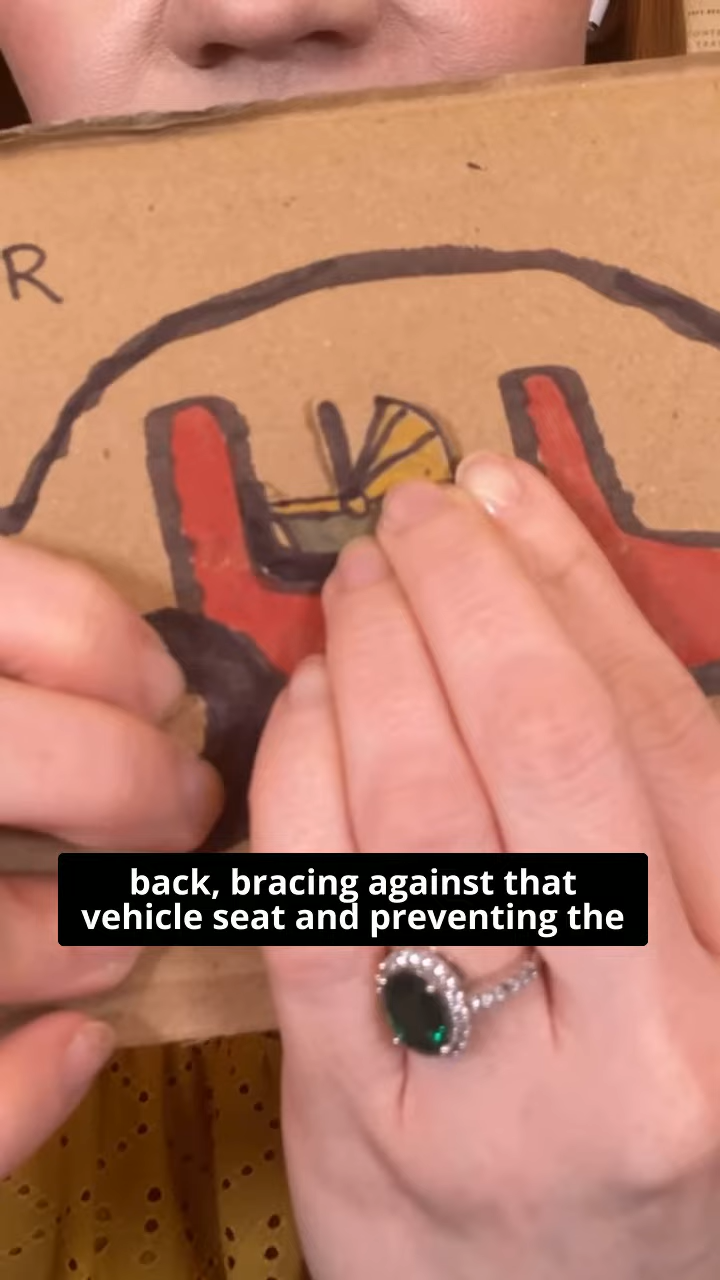 R
back, bracing against that
vehicle seat and preventing the